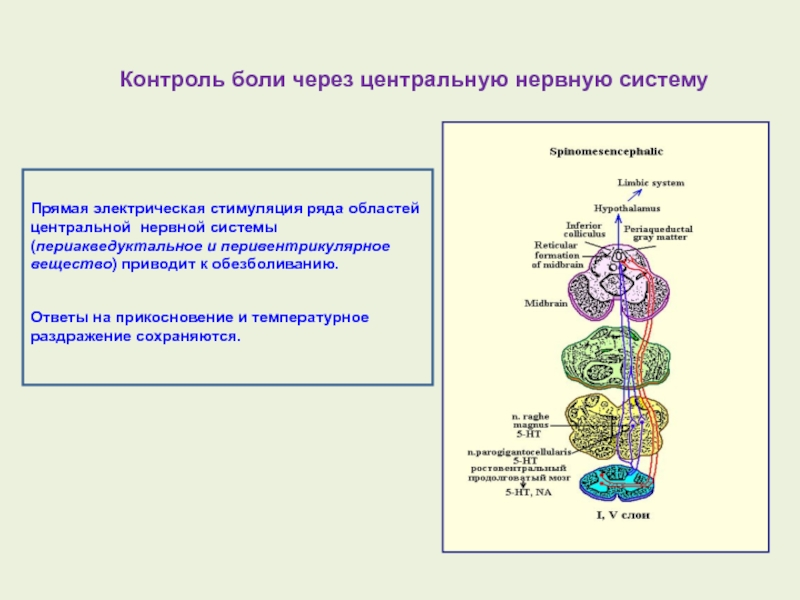 Контроль боли через центральную нервную систему
Прямая электрическая стимуляция ряда областей
центральной нервной системы
(периакведуктальное и перивентрикулярное
вещество) приводит к обезболиванию.
Ответы на прикосновение и температурное
раздражение сохраняются.
Spinomesencephalic
Limbic system
Hypothalamus
Inferior
colliculus
Periaqueductal
gray matter
Reticular
formation
of midbrain
Midbrain
n. raghe
magnus
5-HT
n.parogigantocellularis
5-HT
ростовентральный
продолговатый мозг
5-HT, NA
I, V слои